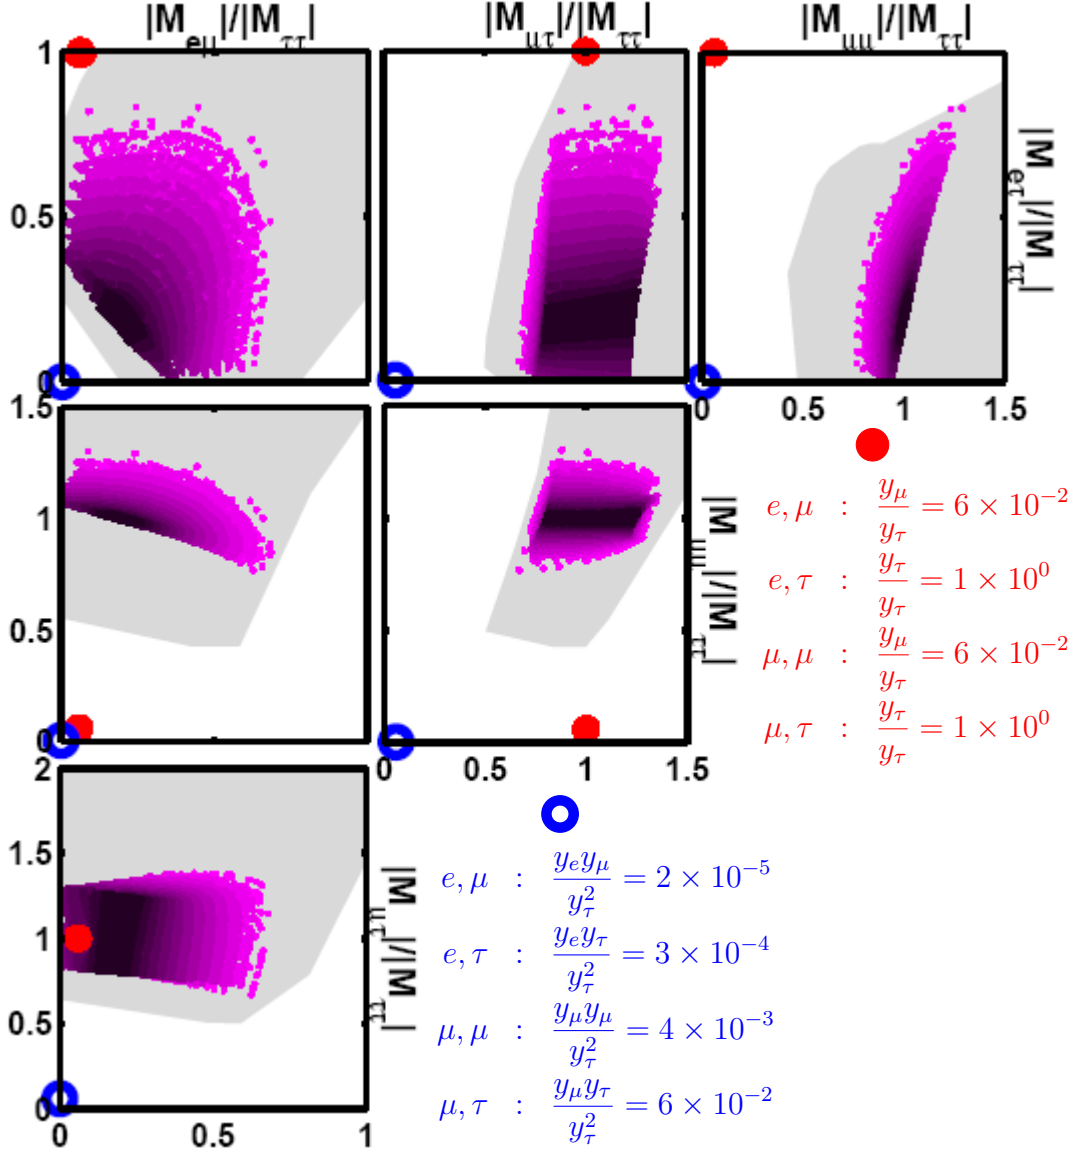 |M_eμ|/|M_ττ| |M_μτ|/|M_ττ| |M_μμ|/|M_ττ|
1
0.5
0
|M_eτ|/|M_ττ|
0 0.5 1 1.5
1.5
1
0.5
0
|M_μμ|/|M_ττ|
0 0.5 1 1.5
e, μ : y_μ/y_τ = 6 × 10^−2
e, τ : y_τ/y_τ = 1 × 10^0
μ, μ : y_μ/y_τ = 6 × 10^−2
μ, τ : y_τ/y_τ = 1 × 10^0
2
1.5
1
0.5
0
|M_μτ|/|M_ττ|
0 0.5 1
e, μ : y_e y_μ/y_τ^2 = 2 × 10^−5
e, τ : y_e y_τ/y_τ^2 = 3 × 10^−4
μ, μ : y_μ y_μ/y_τ^2 = 4 × 10^−3
μ, τ : y_μ y_τ/y_τ^2 = 6 × 10^−2